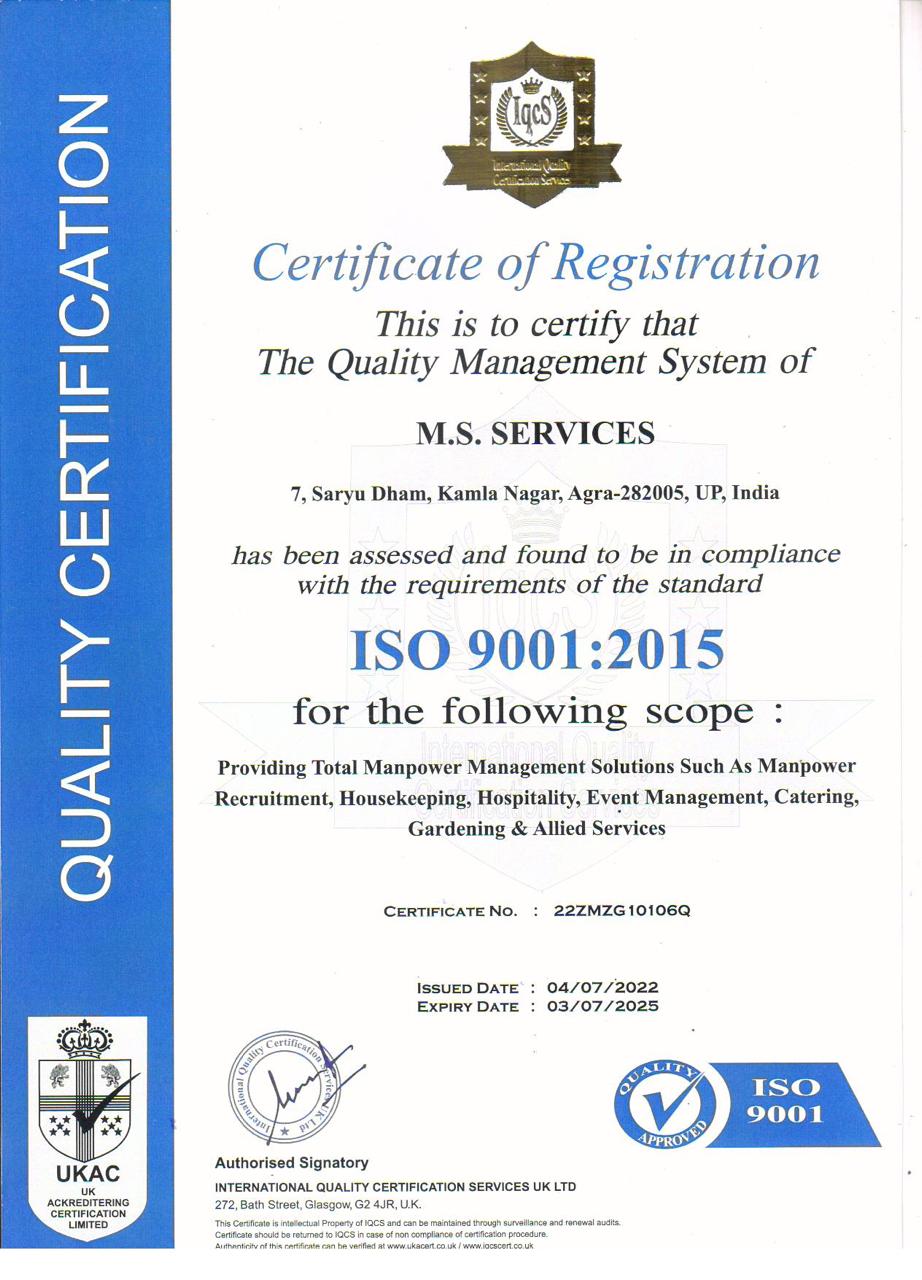 QUALITY CERTIFICATION
IqcS
International Quality
Certification Services
Certificate of Registration
This is to certify that
The Quality Management System of
M.S. SERVICES
7, Saryu Dham, Kamla Nagar, Agra-282005, UP, India
has been assessed and found to be in compliance
with the requirements of the standard
ISO 9001:2015
for the following scope :
IQCS
International Quality
Certification Services
Providing Total Manpower Management Solutions Such As Manpower
Recruitment, Housekeeping, Hospitality, Event Management, Catering,
Gardening & Allied Services
CERTIFICATE NO. : 22ZMZG10106Q
ISSUED DATE : 04/07/2022
EXPIRY DATE : 03/07/2025
International Quality Certification Services UK Ltd
QUALITY
APPROVED
ISO
9001
UKAC
UK
ACKREDITERING
CERTIFICATION
LIMITED
Authorised Signatory
INTERNATIONAL QUALITY CERTIFICATION SERVICES UK LTD
272, Bath Street, Glasgow, G2 4JR, U.K.
This Certificate is intellectual Property of IQCS and can be maintained through surveillance and renewal audits.
Certificate should be returned to IQCS in case of non compliance of certification procedure.
Authenticity of this certificate can be verified at www.ukacert.co.uk / www.iqcscert.co.uk